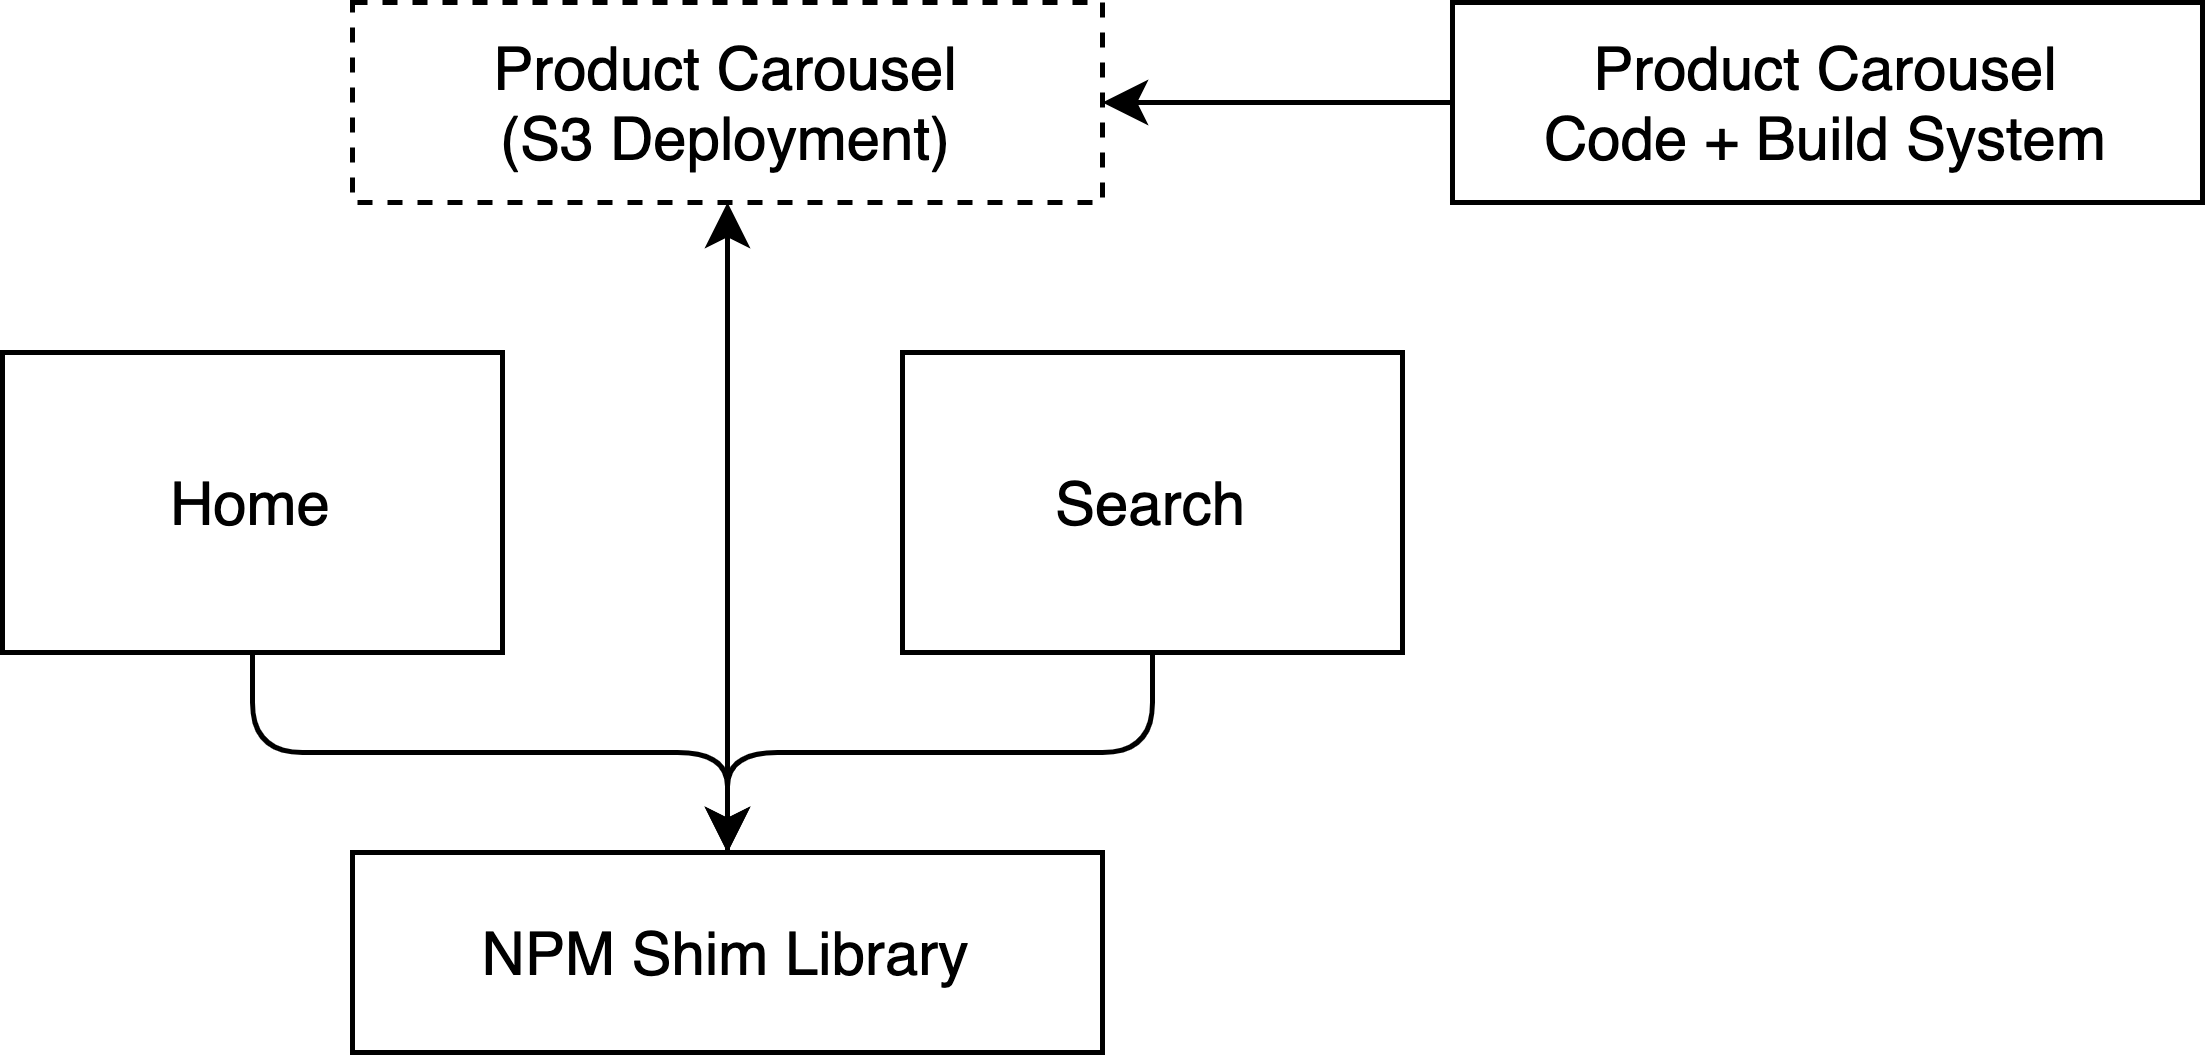 Product Carousel
(S3 Deployment)
Product Carousel
Code + Build System
Home
Search
NPM Shim Library